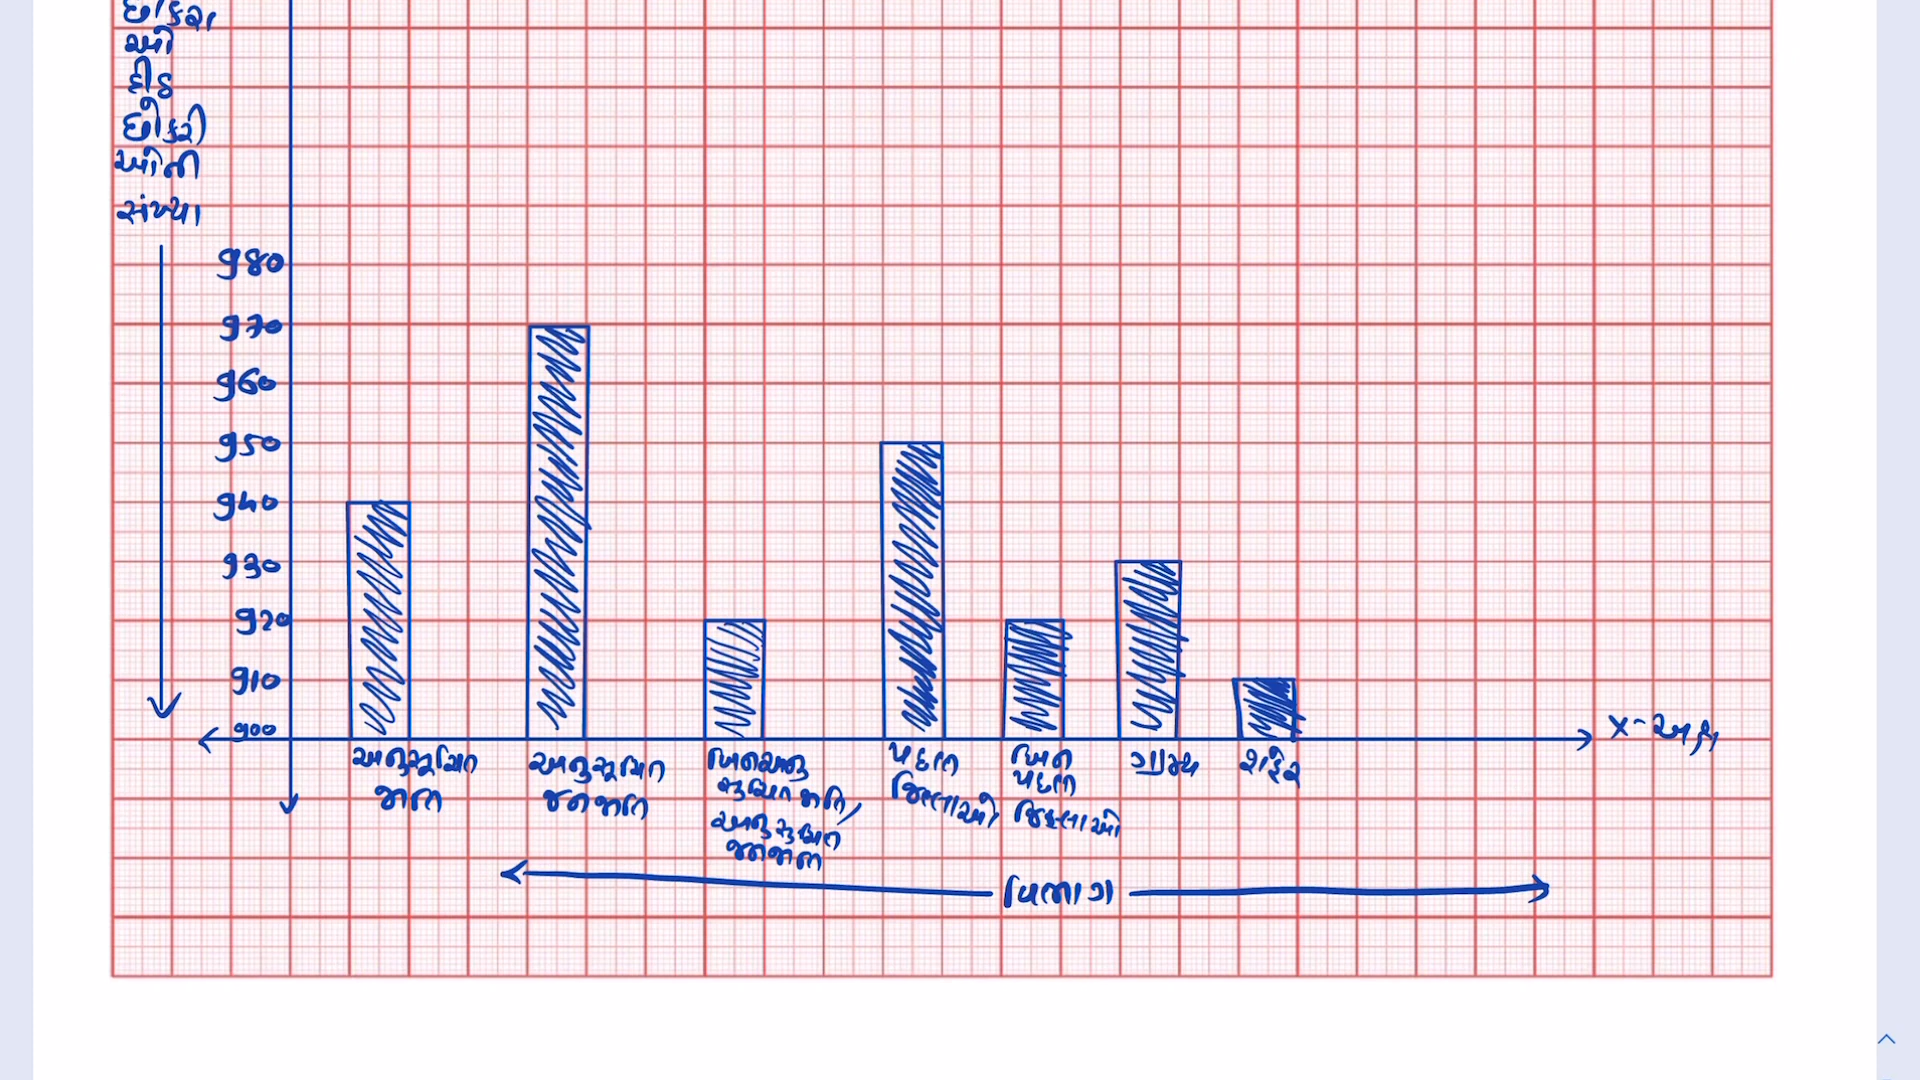 છોકરા
ઓ
દીઠ
છોકરી
ઓની
સંખ્યા
980
970
960
950
940
930
920
910
900
X-અક્ષ
અનુસૂચિત
જાતિ
અનુસૂચિત
જનજાતિ
બિનઅનુ
સૂચિત જાતિ/
અનુસૂચિત
જનજાતિ
પછાત
જિલ્લાઓ
બિન
પછાત
જિલ્લાઓ
ગ્રામ્ય
શહેર
વિભાગ